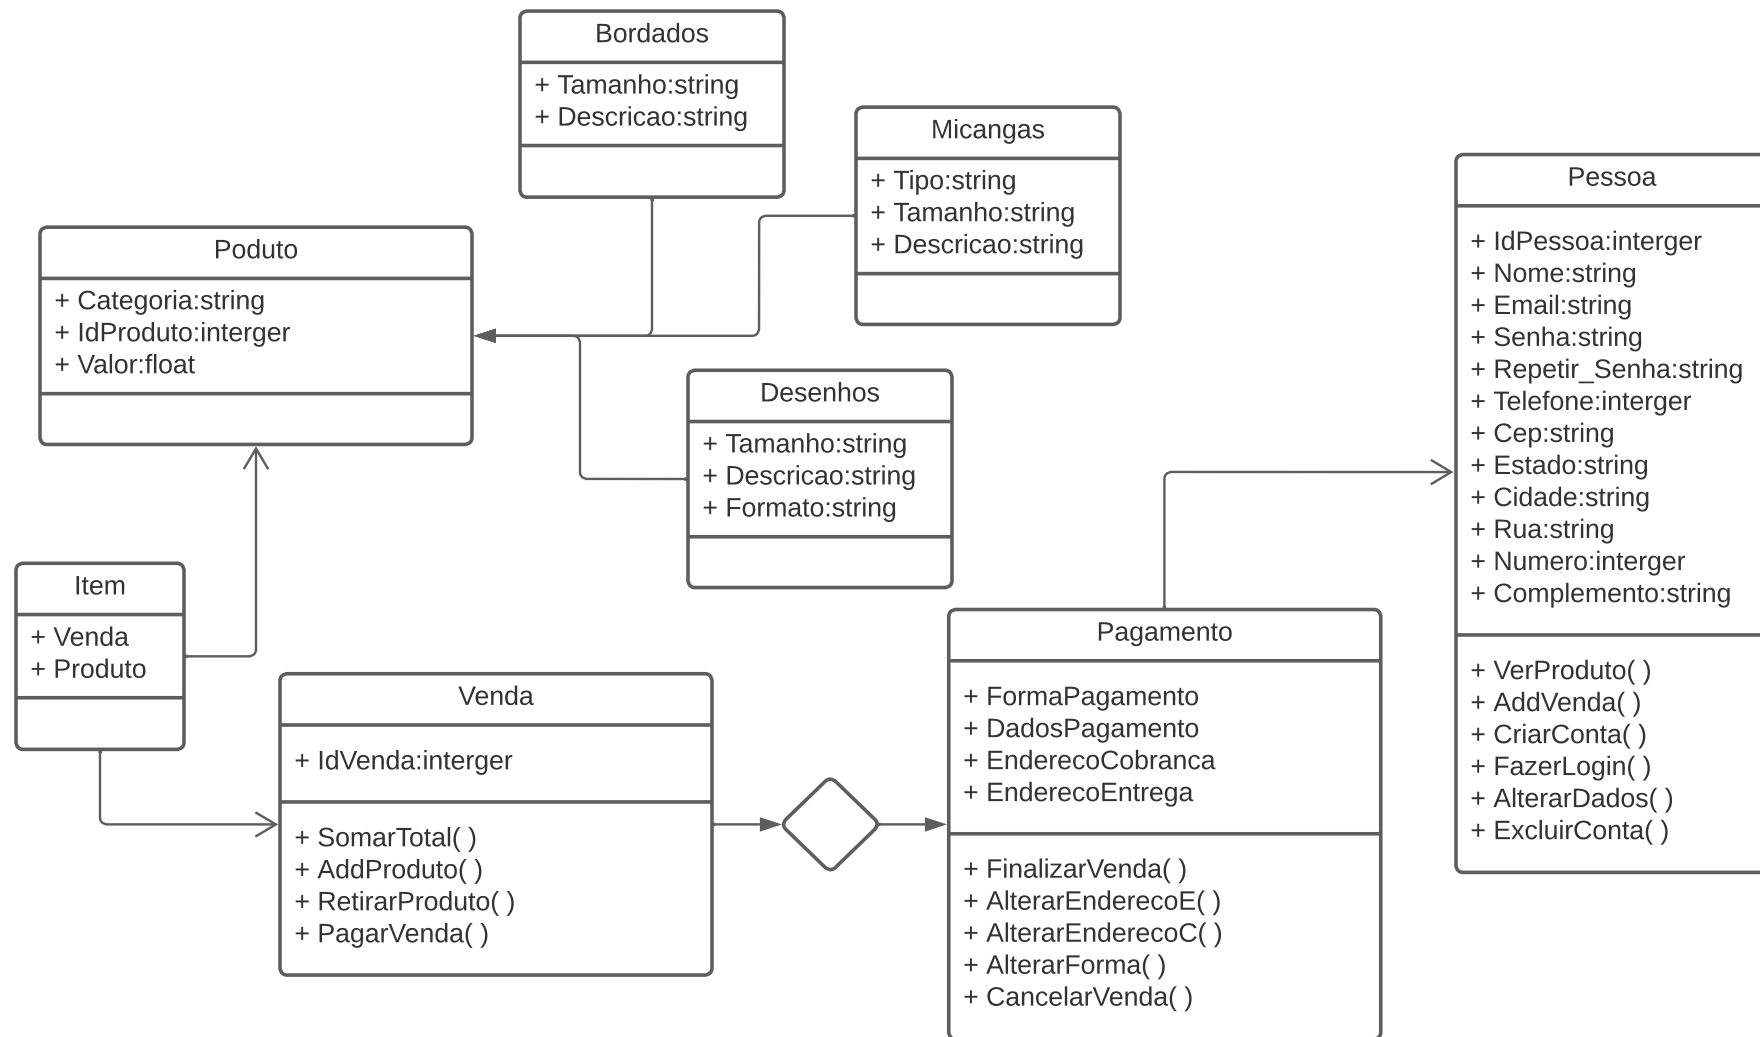 Bordados
+ Tamanho:string
+ Descricao:string
Micangas
+ Tipo:string
+ Tamanho:string
+ Descricao:string
Poduto
+ Categoria:string
+ IdProduto:interger
+ Valor:float
Desenhos
+ Tamanho:string
+ Descricao:string
+ Formato:string
Item
+ Venda
+ Produto
Venda
+ IdVenda:interger
+ SomarTotal( )
+ AddProduto( )
+ RetirarProduto( )
+ PagarVenda( )
Pagamento
+ FormaPagamento
+ DadosPagamento
+ EnderecoCobranca
+ EnderecoEntrega
+ FinalizarVenda( )
+ AlterarEnderecoE( )
+ AlterarEnderecoC( )
+ AlterarForma( )
+ CancelarVenda( )
Pessoa
+ IdPessoa:interger
+ Nome:string
+ Email:string
+ Senha:string
+ Repetir_Senha:string
+ Telefone:interger
+ Cep:string
+ Estado:string
+ Cidade:string
+ Rua:string
+ Numero:interger
+ Complemento:string
+ VerProduto( )
+ AddVenda( )
+ CriarConta( )
+ FazerLogin( )
+ AlterarDados( )
+ ExcluirConta( )